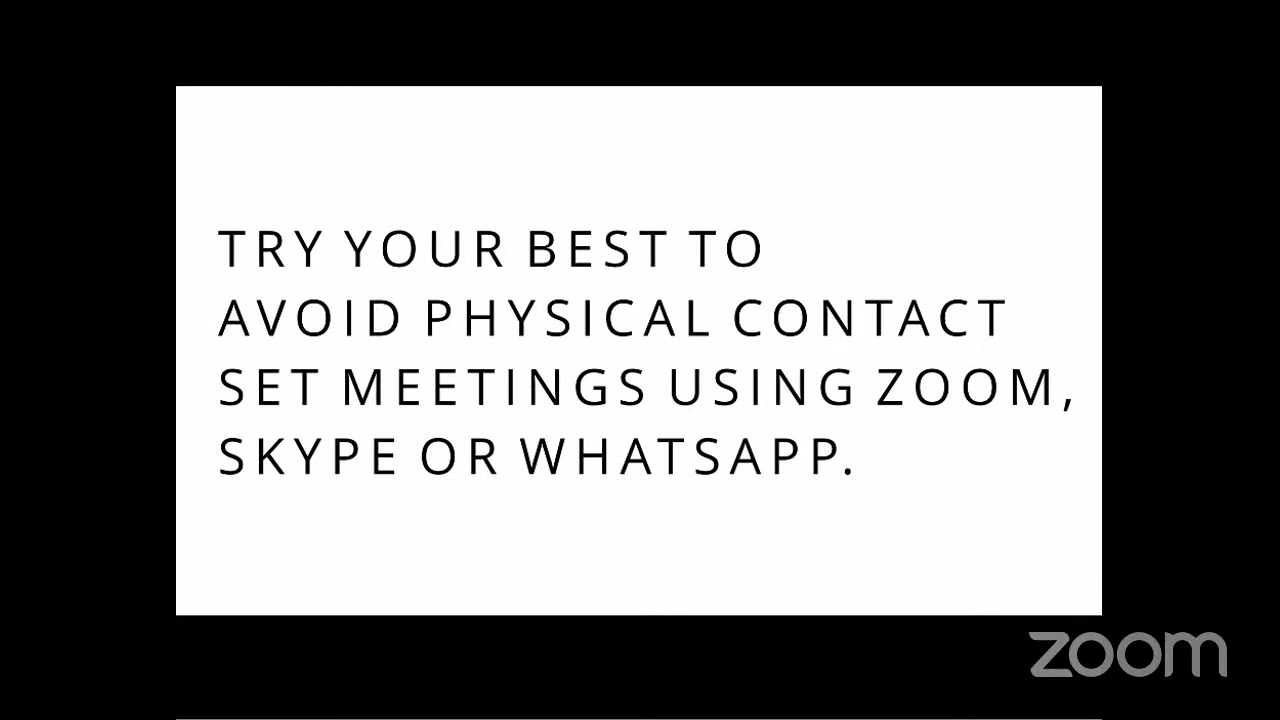 TRY YOUR BEST TO
AVOID PHYSICAL CONTACT
SET MEETINGS USING ZOOM,
SKYPE OR WHATSAPP.
zoom